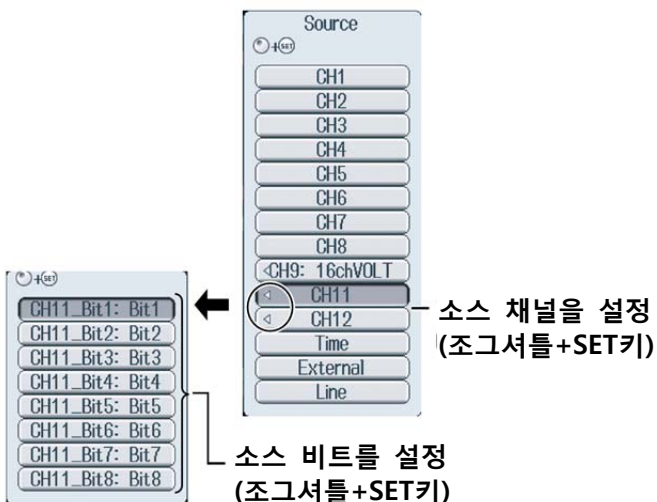 Source
+SET
CH1
CH2
CH3
CH4
CH5
CH6
CH7
CH8
CH9: 16chVOLT
CH11
CH12
Time
External
Line
소스 채널을 설정
(조그셔틀+SET키)
+SET
CH11_Bit1: Bit1
CH11_Bit2: Bit2
CH11_Bit3: Bit3
CH11_Bit4: Bit4
CH11_Bit5: Bit5
CH11_Bit6: Bit6
CH11_Bit7: Bit7
CH11_Bit8: Bit8
소스 비트를 설정
(조그셔틀+SET키)